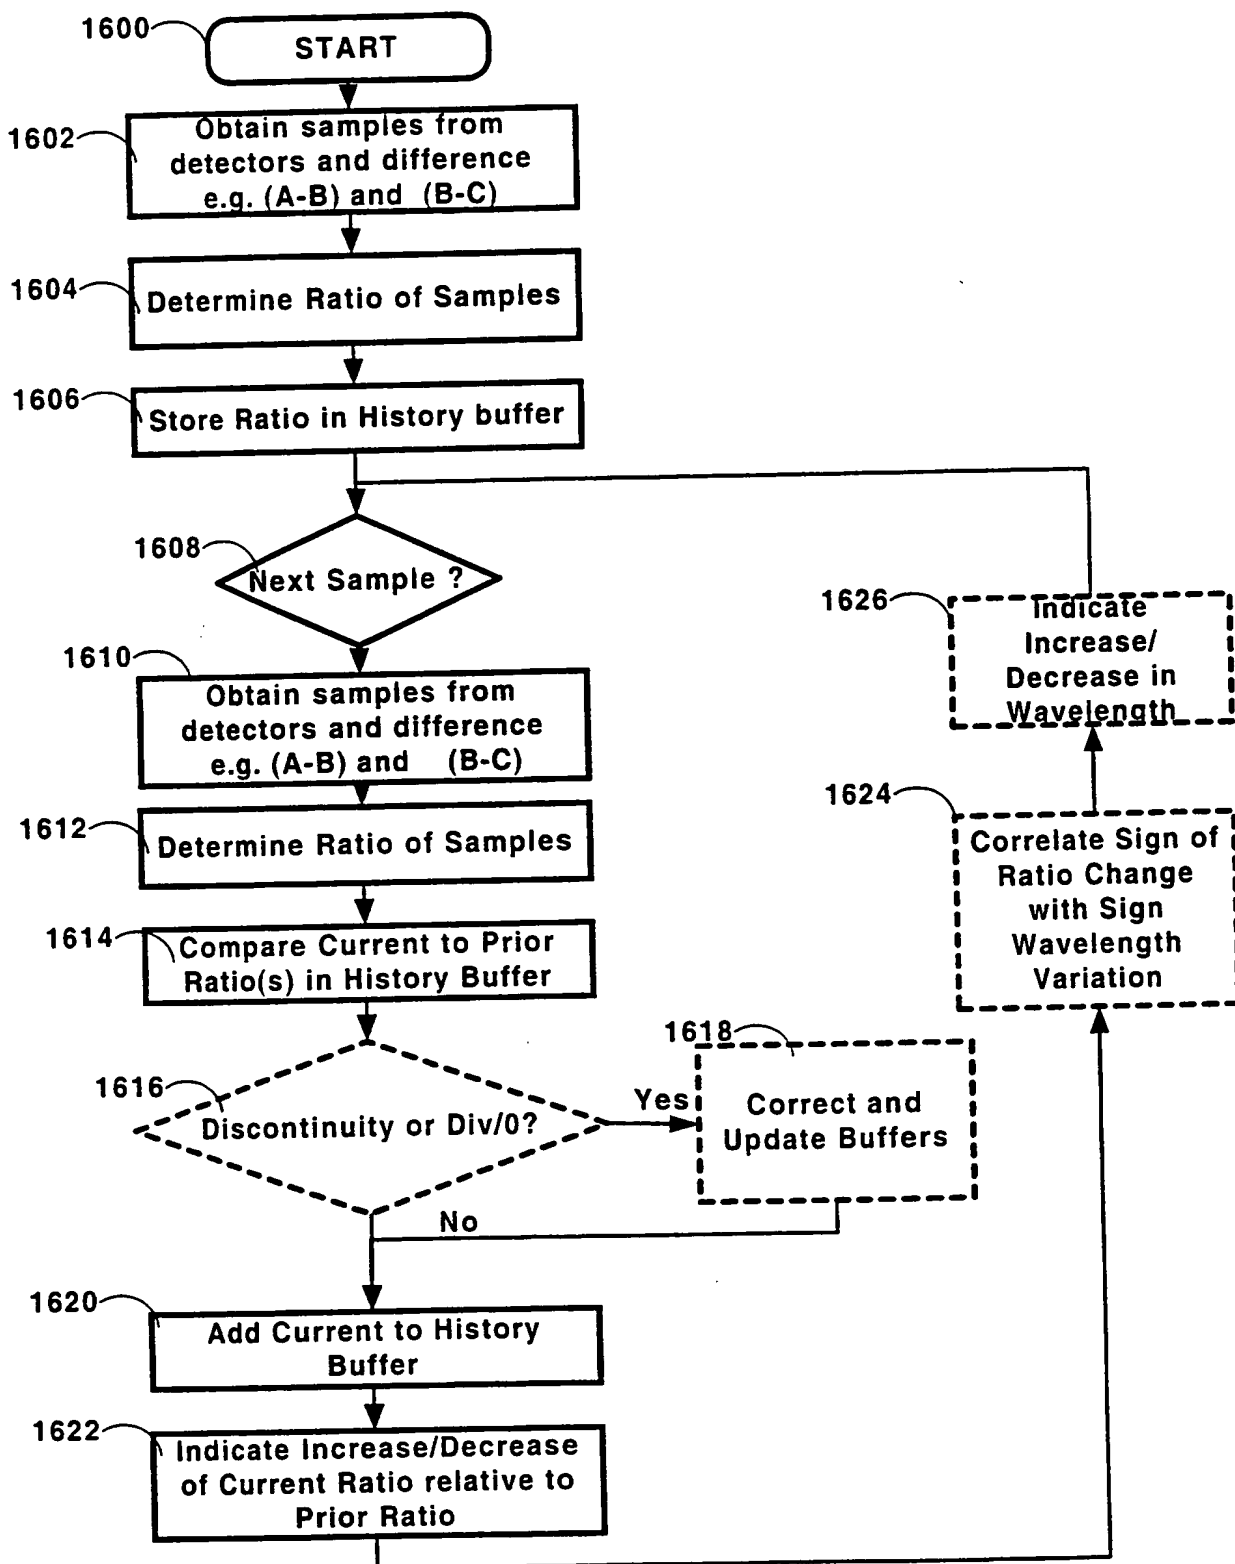 1600
START
1602
Obtain samples from
detectors and difference
e.g. (A-B) and (B-C)
1604
Determine Ratio of Samples
1606
Store Ratio in History buffer
1608
Next Sample ?
1610
Obtain samples from
detectors and difference
e.g. (A-B) and (B-C)
1612
Determine Ratio of Samples
1614
Compare Current to Prior
Ratio(s) in History Buffer
1616
Discontinuity or Div/0?
Yes
No
1618
Correct and
Update Buffers
1620
Add Current to History
Buffer
1622
Indicate Increase/Decrease
of Current Ratio relative to
Prior Ratio
1624
Correlate Sign of
Ratio Change
with Sign
Wavelength
Variation
1626
Indicate
Increase/
Decrease in
Wavelength